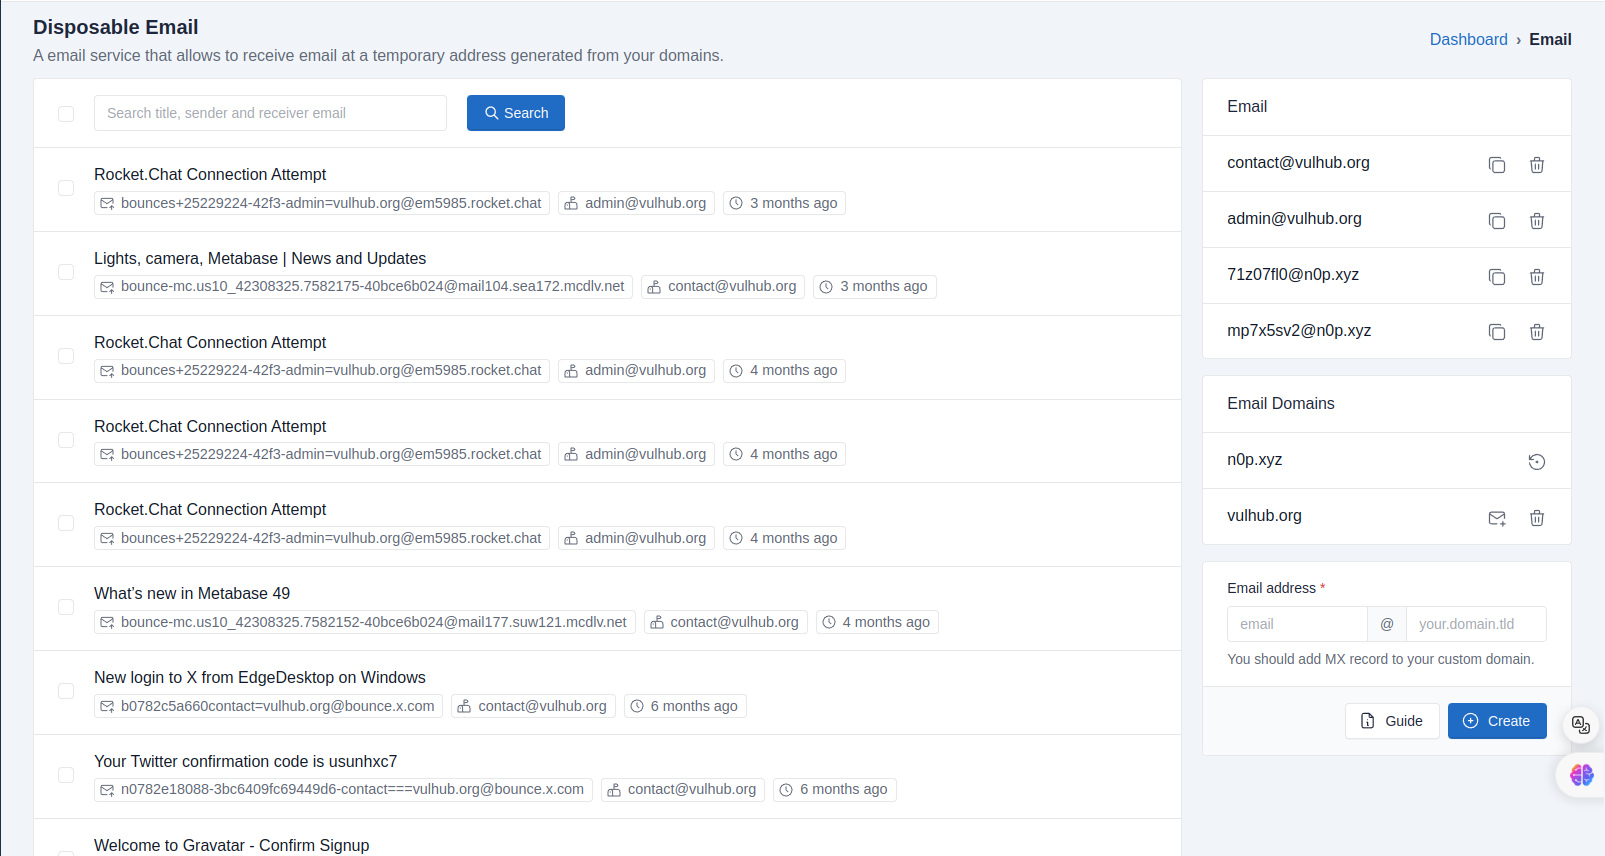 Disposable Email
A email service that allows to receive email at a temporary address generated from your domains.
Dashboard › Email
Search title, sender and receiver email
Search
Rocket.Chat Connection Attempt
bounces+25229224-42f3-admin=vulhub.org@em5985.rocket.chat admin@vulhub.org 3 months ago
Lights, camera, Metabase | News and Updates
bounce-mc.us10_42308325.7582175-40bce6b024@mail104.sea172.mcdlv.net contact@vulhub.org 3 months ago
Rocket.Chat Connection Attempt
bounces+25229224-42f3-admin=vulhub.org@em5985.rocket.chat admin@vulhub.org 4 months ago
Rocket.Chat Connection Attempt
bounces+25229224-42f3-admin=vulhub.org@em5985.rocket.chat admin@vulhub.org 4 months ago
Rocket.Chat Connection Attempt
bounces+25229224-42f3-admin=vulhub.org@em5985.rocket.chat admin@vulhub.org 4 months ago
What's new in Metabase 49
bounce-mc.us10_42308325.7582152-40bce6b024@mail177.suw121.mcdlv.net contact@vulhub.org 4 months ago
New login to X from EdgeDesktop on Windows
b0782c5a660contact=vulhub.org@bounce.x.com contact@vulhub.org 6 months ago
Your Twitter confirmation code is usunhxc7
n0782e18088-3bc6409fc69449d6-contact===vulhub.org@bounce.x.com contact@vulhub.org 6 months ago
Welcome to Gravatar - Confirm Signup
Email
contact@vulhub.org
admin@vulhub.org
71z07fl0@n0p.xyz
mp7x5sv2@n0p.xyz
Email Domains
n0p.xyz
vulhub.org
Email address *
email @ your.domain.tld
You should add MX record to your custom domain.
Guide Create